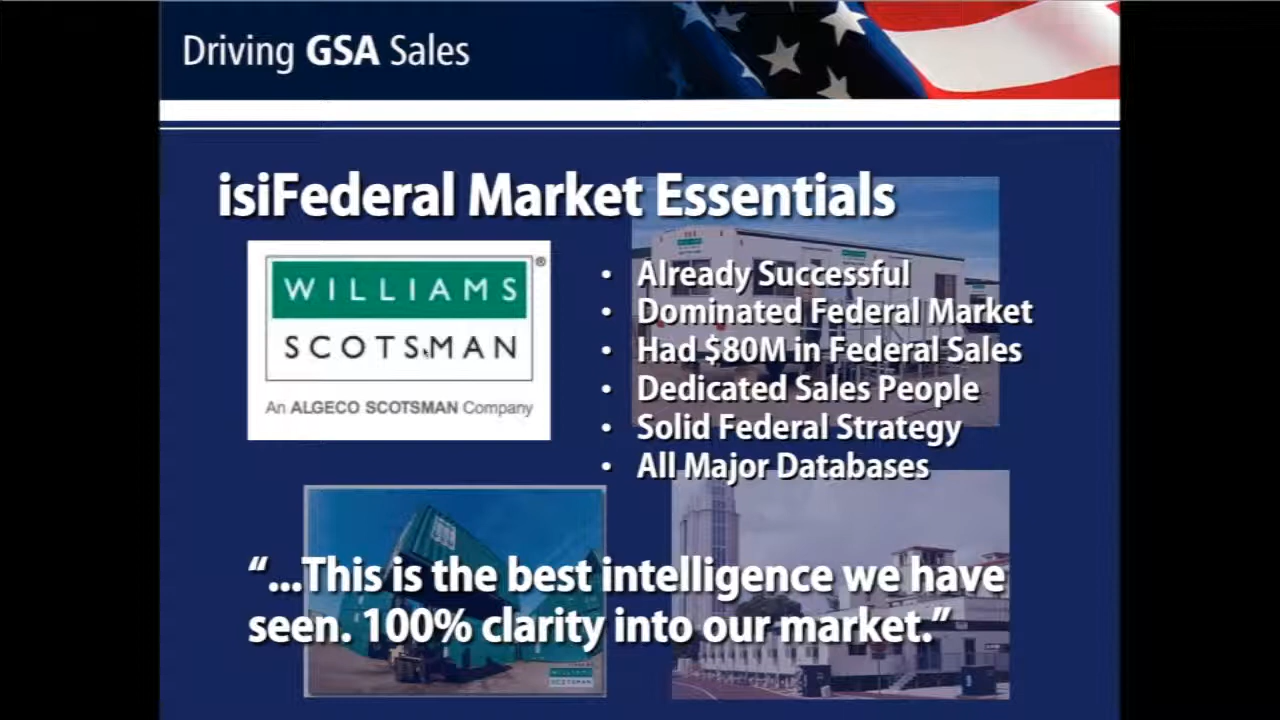 Driving GSA Sales
isiFederal Market Essentials
WILLIAMS
SCOTSMAN
®
An ALGECO SCOTSMAN Company
• Already Successful
• Dominated Federal Market
• Had $80M in Federal Sales
• Dedicated Sales People
• Solid Federal Strategy
• All Major Databases
“...This is the best intelligence we have
seen. 100% clarity into our market.”
WILLIAMS
SCOTSMAN